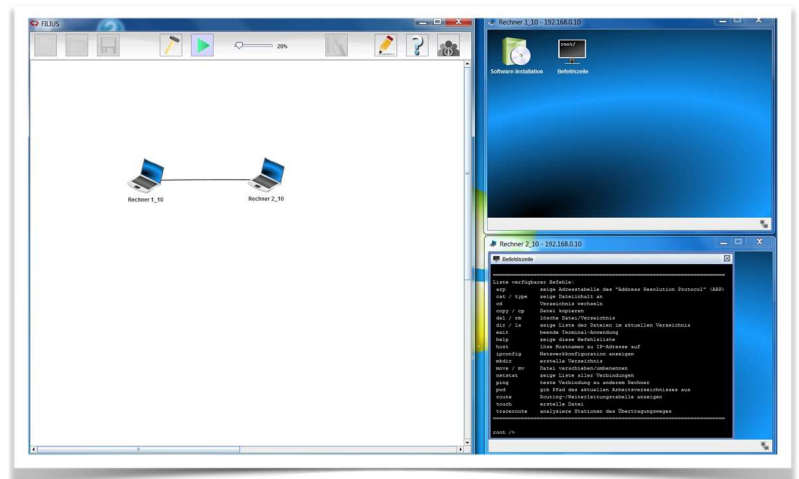 FILIUS
20%
Rechner 1_10
Rechner 2_10
Rechner 1_10 - 192.168.0.10
root/
Software-Installation
Befehlszeile
Rechner 2_10 - 192.168.0.10
Befehlszeile
Liste verfügbarer Befehle:
arp zeige Adresstabelle des "Address Resolution Protocol" (ARP)
cat / type zeige Dateiinhalt an
cd Verzeichnis wechseln
copy / cp Datei kopieren
del / rm lösche Datei/Verzeichnis
dir / ls zeige Liste der Dateien im aktuellen Verzeichnis
exit beende Terminal-Anwendung
help zeige diese Befehlsliste
host löse Hostnamen zu IP-Adresse auf
ipconfig Netzwerkkonfiguration anzeigen
mkdir erstelle Verzeichnis
move / mv Datei verschieben/umbenennen
netstat zeige Liste aller Verbindungen
ping teste Verbindung zu anderem Rechner
pwd gib Pfad des aktuellen Arbeitsverzeichnisses aus
route Routing-/Weiterleitungstabelle anzeigen
touch erstelle Datei
traceroute analysiere Stationen des Übertragungsweges
root />